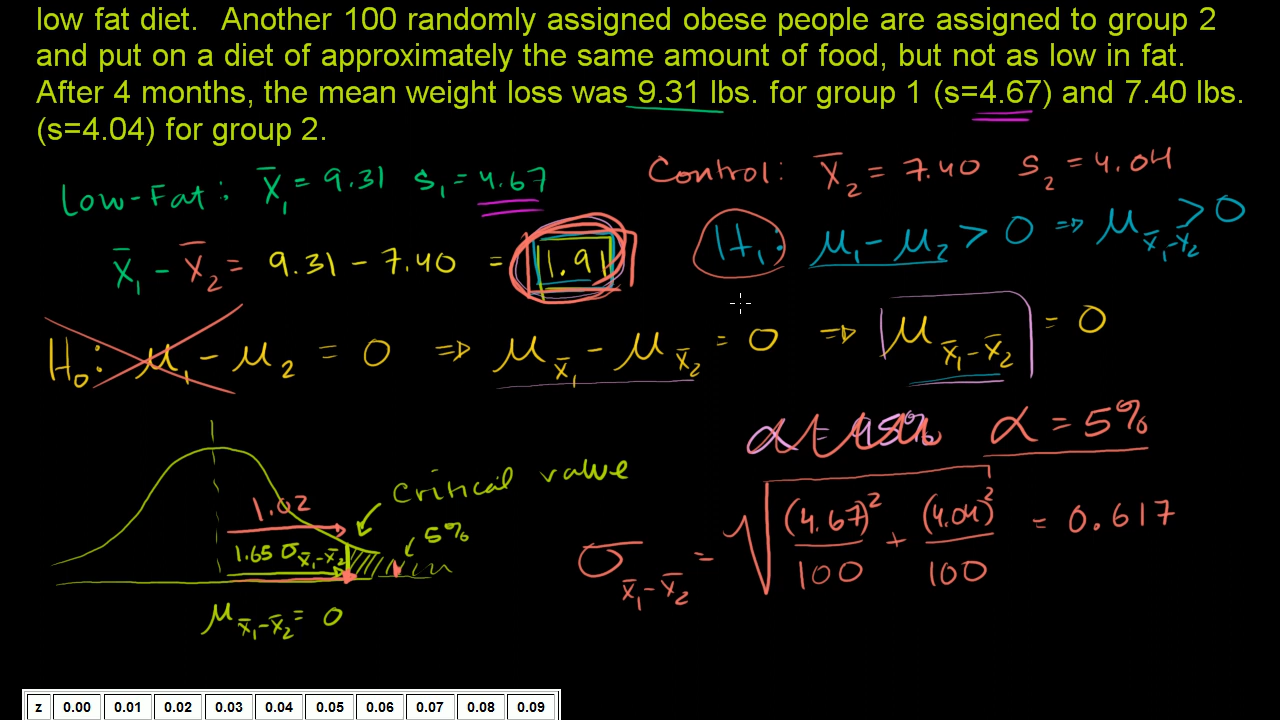 low fat diet. Another 100 randomly assigned obese people are assigned to group 2
and put on a diet of approximately the same amount of food, but not as low in fat.
After 4 months, the mean weight loss was 9.31 lbs. for group 1 (s=4.67) and 7.40 lbs.
(s=4.04) for group 2.
Low-Fat: x̄₁ = 9.31 s₁ = 4.67
Control: x̄₂ = 7.40 s₂ = 4.04
x̄₁ - x̄₂ = 9.31 - 7.40 = 1.91
H₁: μ₁ - μ₂ > 0 ⇒ μ_x̄₁-x̄₂ > 0
H₀: μ₁ - μ₂ = 0 ⇒ μ_x̄₁ - μ_x̄₂ = 0 ⇒ μ_x̄₁-x̄₂ = 0
α = 5%
Critical value
1.02
5%
1.65 σ_x̄₁-x̄₂
μ_x̄₁-x̄₂ = 0
σ_x̄₁-x̄₂ = √((4.67)²/100 + (4.04)²/100) = 0.617
z 0.00 0.01 0.02 0.03 0.04 0.05 0.06 0.07 0.08 0.09